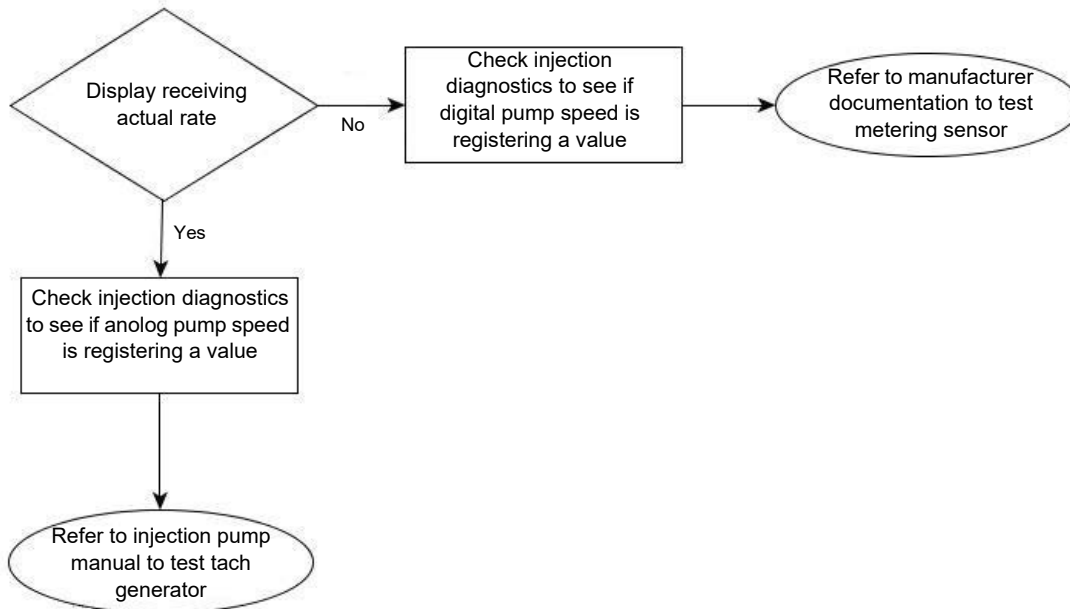 Display receiving
actual rate
No
Check injection
diagnostics to see if
digital pump speed is
registering a value
Refer to manufacturer
documentation to test
metering sensor
Yes
Check injection diagnostics
to see if anolog pump speed
is registering a value
Refer to injection pump
manual to test tach
generator